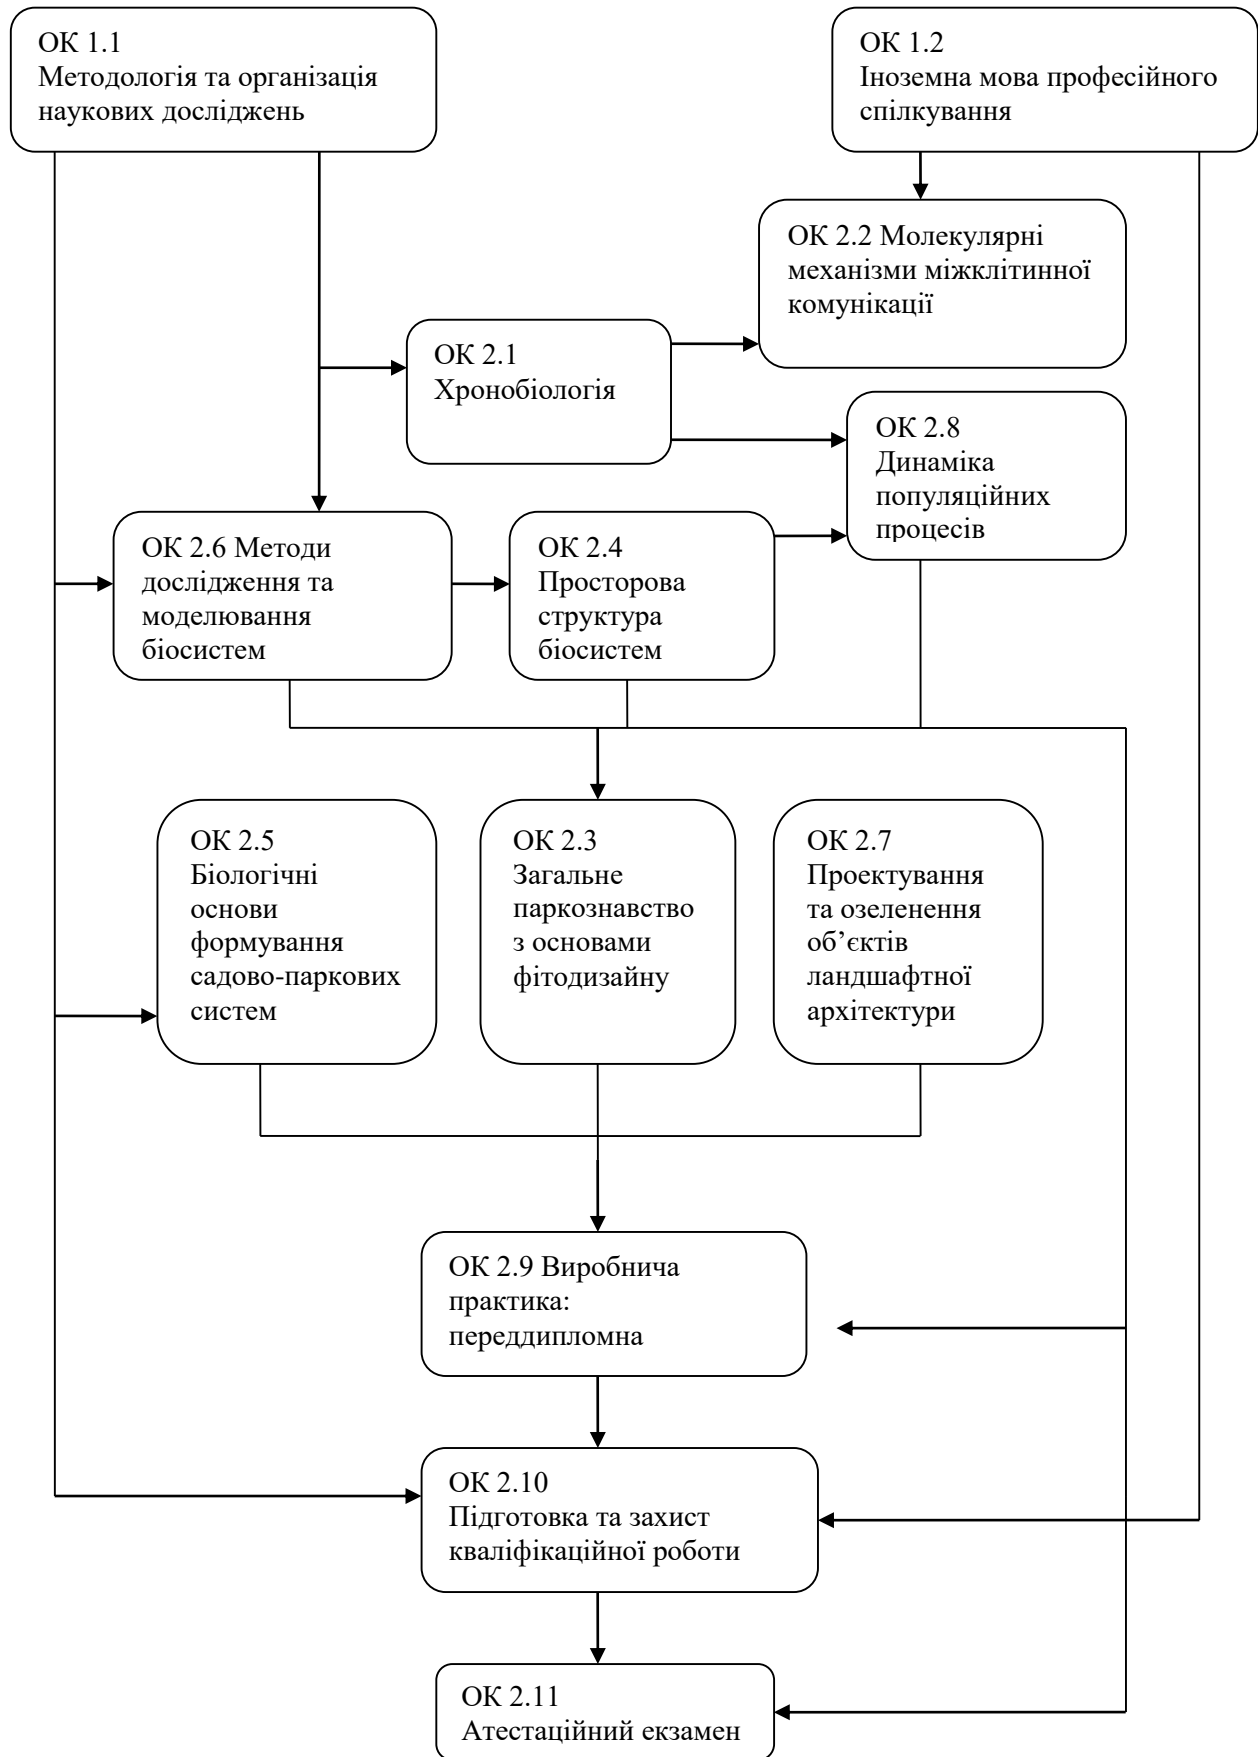 ОК 1.1
Методологія та організація
наукових досліджень
ОК 1.2
Іноземна мова професійного
спілкування
ОК 2.2 Молекулярні
механізми міжклітинної
комунікації
ОК 2.1
Хронобіологія
ОК 2.8
Динаміка
популяційних
процесів
ОК 2.6 Методи
дослідження та
моделювання
біосистем
ОК 2.4
Просторова
структура
біосистем
ОК 2.5
Біологічні
основи
формування
садово-паркових
систем
ОК 2.3
Загальне
паркознавство
з основами
фітодизайну
ОК 2.7
Проектування
та озеленення
об’єктів
ландшафтної
архітектури
ОК 2.9 Виробнича
практика:
переддипломна
ОК 2.10
Підготовка та захист
кваліфікаційної роботи
ОК 2.11
Атестаційний екзамен